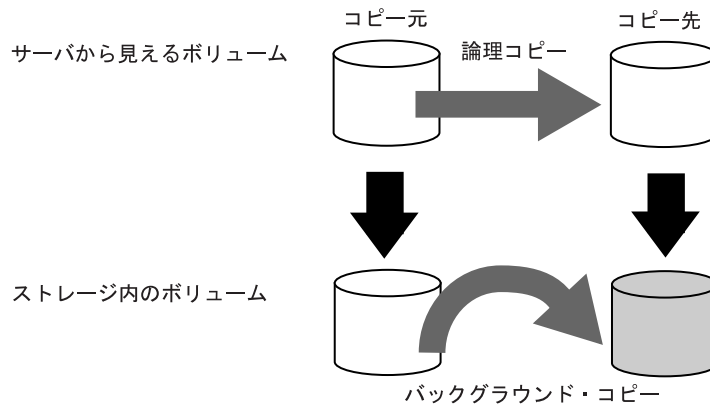 コピー元
コピー先
サーバから見えるボリューム
論理コピー
ストレージ内のボリューム
バックグラウンド・コピー